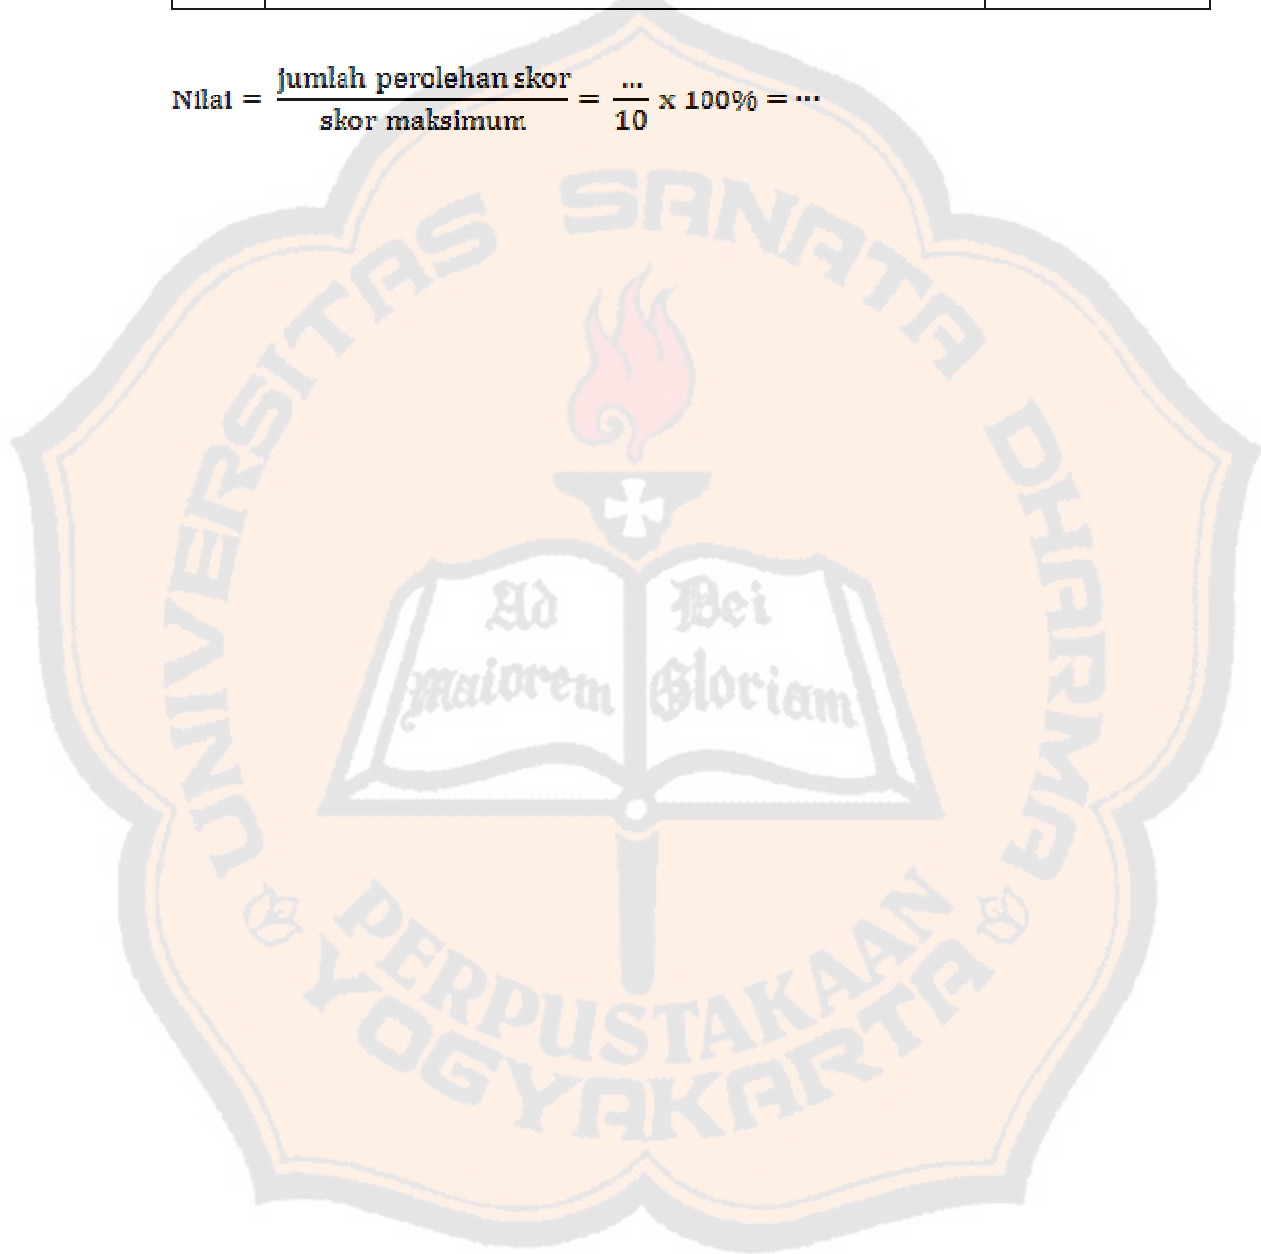 Nilai = jumlah perolehan skor / skor maksimum = ... / 10 x 100% = ...
UNIVERSITAS SANATA DHARMA
Ad Dei
maiorem Gloriam
PERPUSTAKAAN
YOGYAKARTA